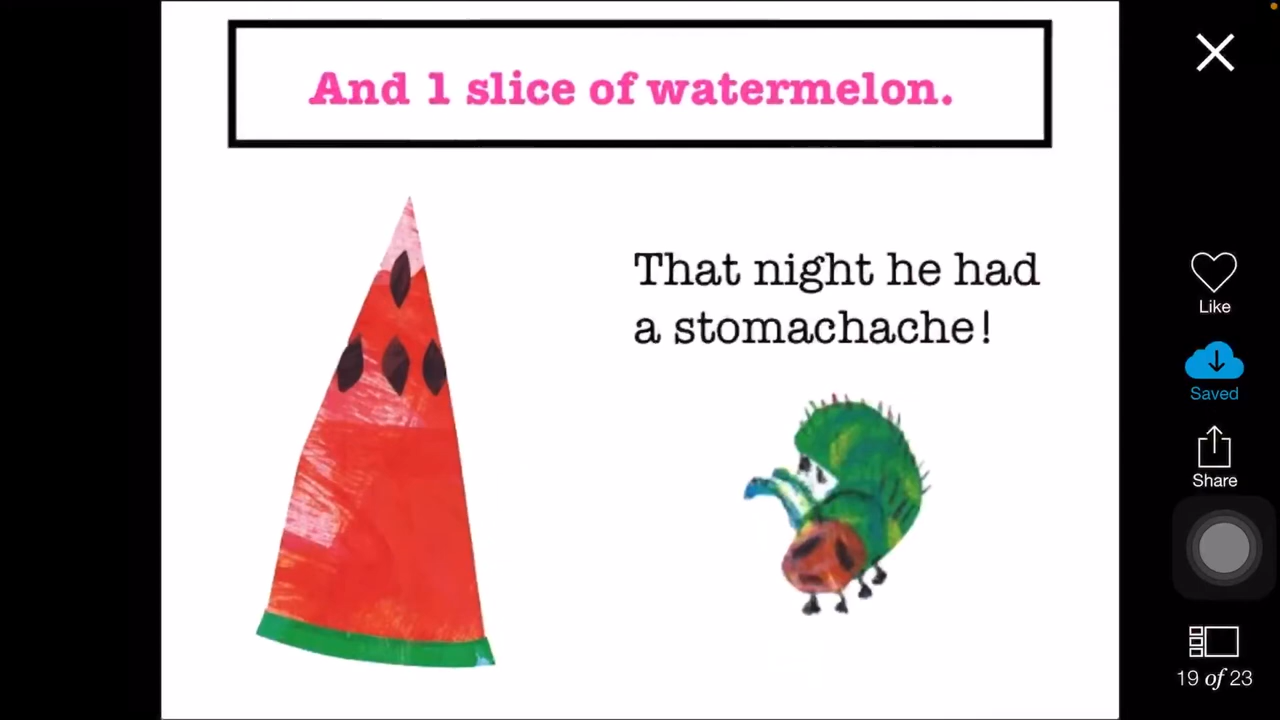 And 1 slice of watermelon.
That night he had
a stomachache!
Like
Saved
Share
19 of 23